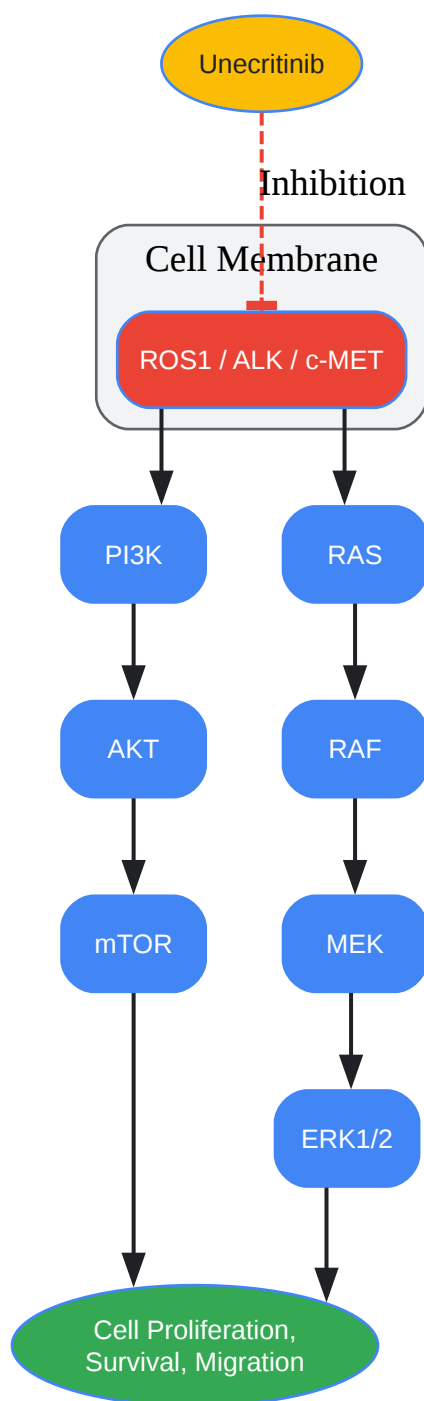 Unecritinib
Inhibition
Cell Membrane
ROS1 / ALK / c-MET
PI3K
RAS
AKT
RAF
mTOR
MEK
ERK1/2
Cell Proliferation,
Survival, Migration